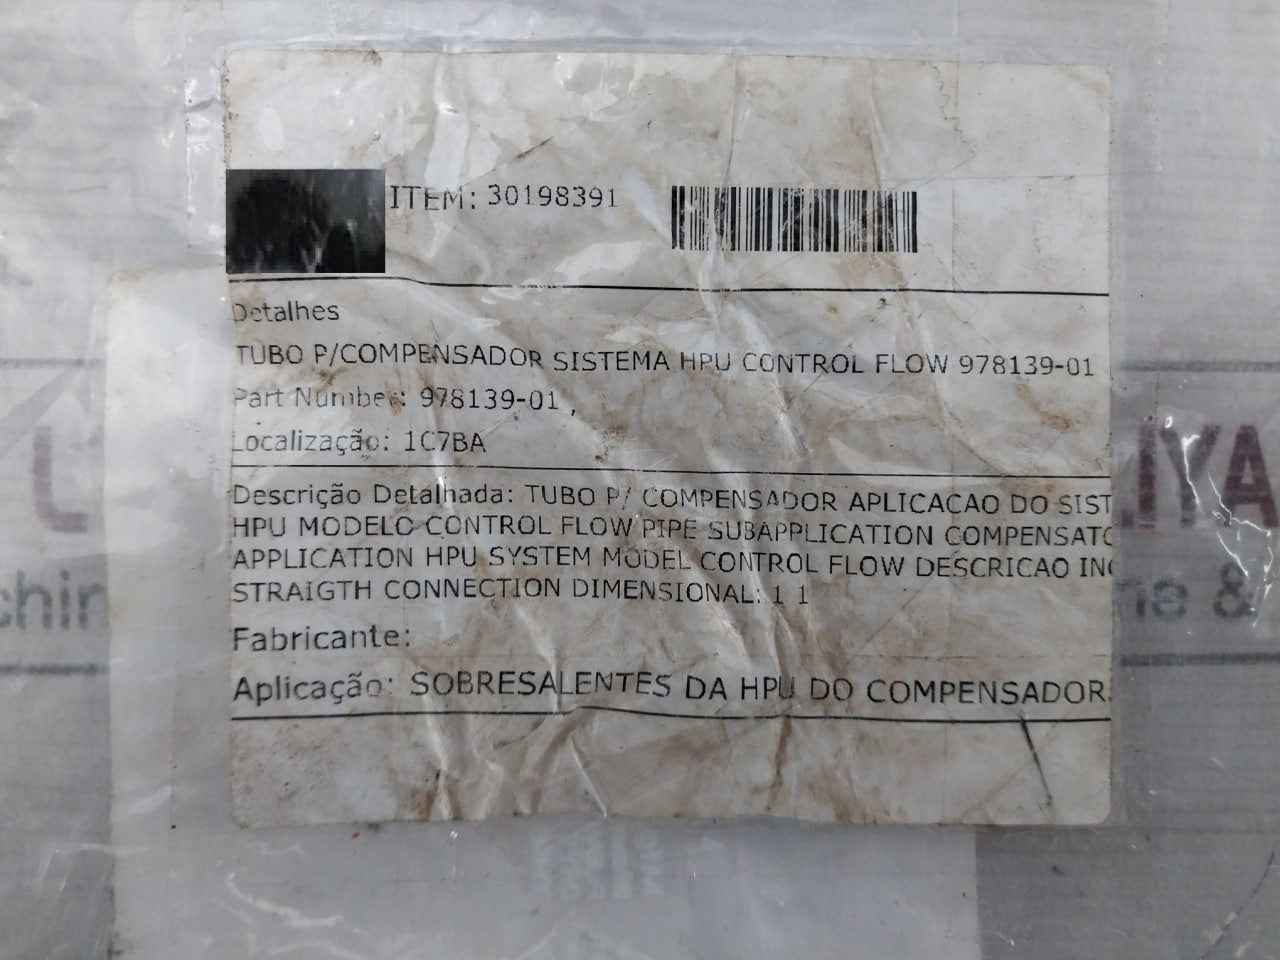 ITEM: 30198391
Detalhes
TUBO P/COMPENSADOR SISTEMA HPU CONTROL FLOW 978139-01
Part Number: 978139-01 ,
Localização: 1C7BA
Descrição Detalhada: TUBO P/ COMPENSADOR APLICACAO DO SIST
HPU MODELO CONTROL FLOW PIPE SUBAPPLICATION COMPENSATO
APPLICATION HPU SYSTEM MODEL CONTROL FLOW DESCRICAO ING
STRAIGTH CONNECTION DIMENSIONAL: 1 1
Fabricante:
Aplicação: SOBRESALENTES DA HPU DO COMPENSADOR